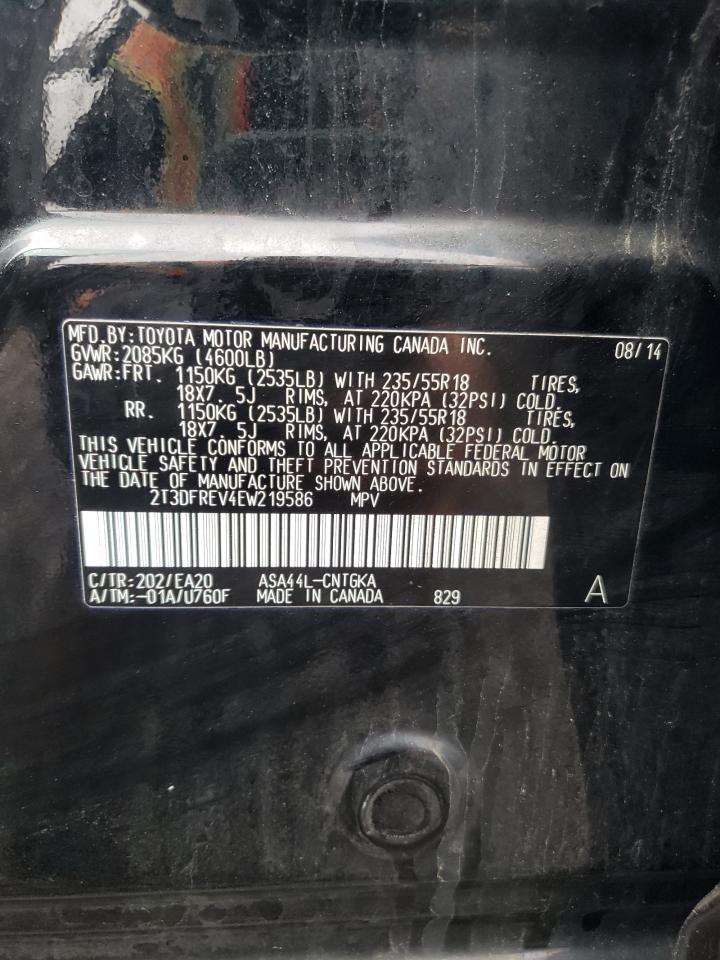 MFD.BY:TOYOTA MOTOR MANUFACTURING CANADA INC. 08/14
GVWR:2085KG (4600LB)
GAWR:FRT. 1150KG (2535LB) WITH 235/55R18 TIRES,
18X7. 5J RIMS, AT 220KPA (32PSI) COLD.
RR. 1150KG (2535LB) WITH 235/55R18 TIRES,
18X7. 5J RIMS, AT 220KPA (32PSI) COLD.
THIS VEHICLE CONFORMS TO ALL APPLICABLE FEDERAL MOTOR
VEHICLE SAFETY AND THEFT PREVENTION STANDARDS IN EFFECT ON
THE DATE OF MANUFACTURE SHOWN ABOVE.
2T3DFREV4EW219586 MPV
C/TR:202/EA20 ASA44L-CNTGKA
A/TM:-01A/U760F MADE IN CANADA 829 A